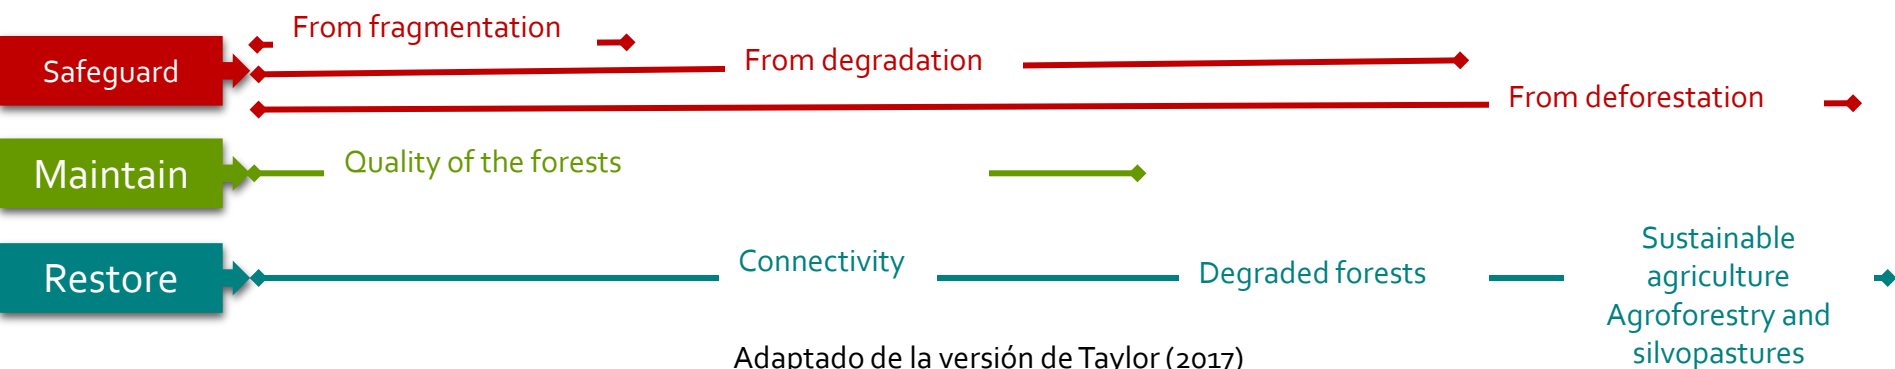 From fragmentation
Safeguard
From degradation
From deforestation
Maintain
Quality of the forests
Restore
Connectivity
Degraded forests
Sustainable
agriculture
Agroforestry and
silvopastures
Adaptado de la versión de Taylor (2017)